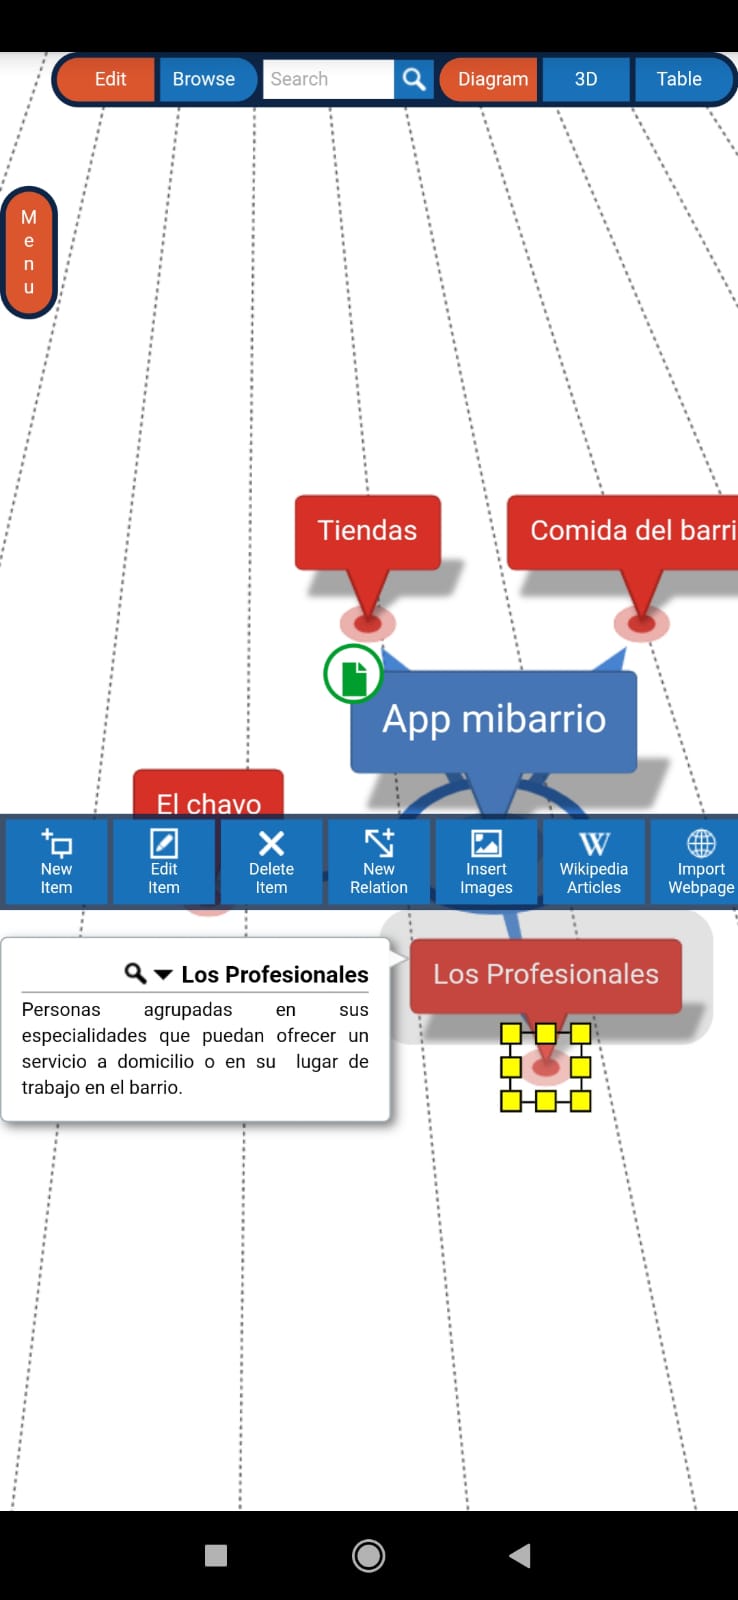 Edit Browse Search Diagram 3D Table
M
e
n
u
Tiendas
Comida del barri
App mibarrio
El chavo
New
Item
Edit
Item
Delete
Item
New
Relation
Insert
Images
W
Wikipedia
Articles
Import
Webpage
Los Profesionales
Personas agrupadas en sus
especialidades que puedan ofrecer un
servicio a domicilio o en su lugar de
trabajo en el barrio.
Los Profesionales